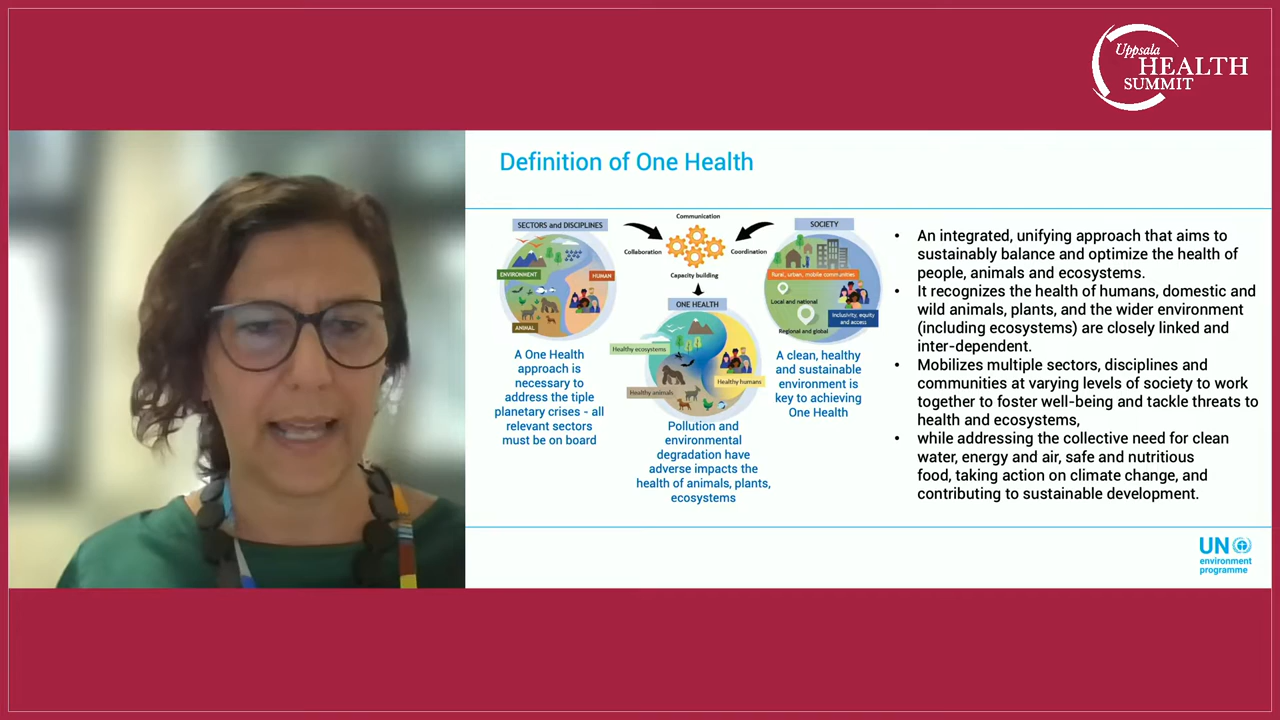 Uppsala
HEALTH
SUMMIT
Definition of One Health
SECTORS and DISCIPLINES
ENVIRONMENT
HUMAN
ANIMAL
Communication
Collaboration
Coordination
Capacity building
SOCIETY
Rural, urban, mobile communities
Local and national
Inclusivity, equity
and access
Regional and global
ONE HEALTH
Healthy ecosystems
Healthy humans
Healthy animals
A One Health
approach is
necessary to
address the tiple
planetary crises - all
relevant sectors
must be on board
Pollution and
environmental
degradation have
adverse impacts the
health of animals, plants,
ecosystems
A clean, healthy
and sustainable
environment is
key to achieving
One Health
• An integrated, unifying approach that aims to
sustainably balance and optimize the health of
people, animals and ecosystems.
• It recognizes the health of humans, domestic and
wild animals, plants, and the wider environment
(including ecosystems) are closely linked and
inter-dependent.
• Mobilizes multiple sectors, disciplines and
communities at varying levels of society to work
together to foster well-being and tackle threats to
health and ecosystems,
• while addressing the collective need for clean
water, energy and air, safe and nutritious
food, taking action on climate change, and
contributing to sustainable development.
UN
environment
programme